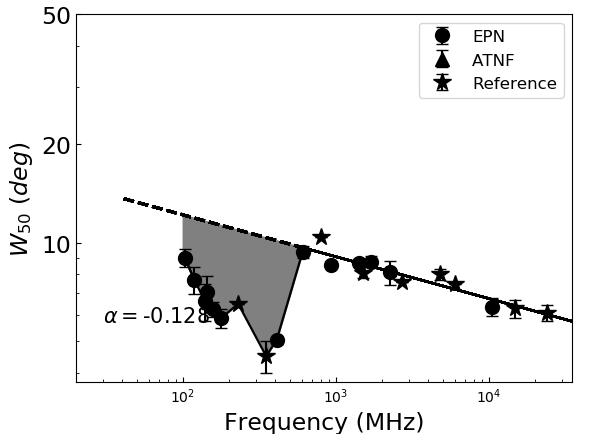 50
20
10
W₅₀ (deg)
EPN
ATNF
Reference
α = -0.128
10² 10³ 10⁴
Frequency (MHz)